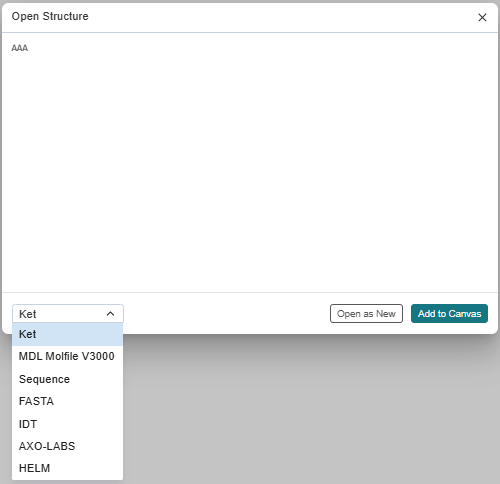 Open Structure
AAA
Ket
Open as New
Add to Canvas
Ket
MDL Molfile V3000
Sequence
FASTA
IDT
AXO-LABS
HELM